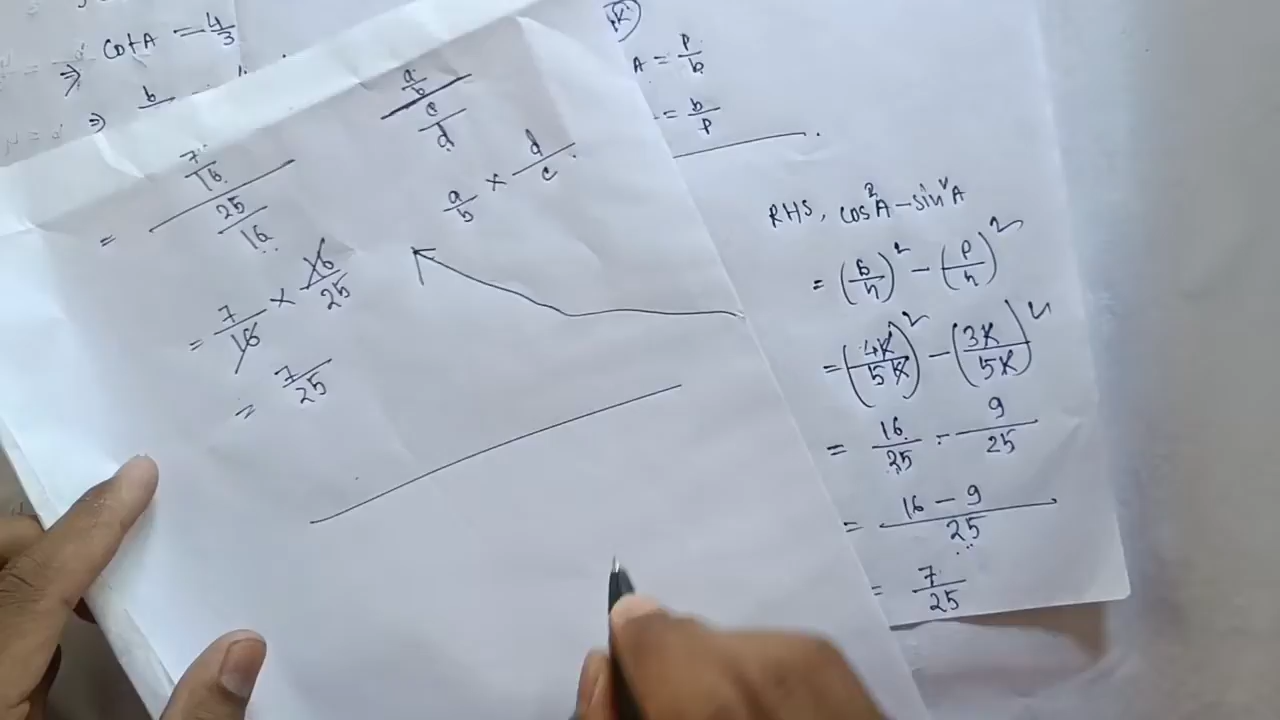 cot A = 4/3
⇒
⇒ b
K
A = P/b
= b/P
(a/b)/(c/d)
a/b × d/c
= (7/16)/(25/16)
= 7/16 × 16/25
= 7/25
RHS, cos²A - sin²A
= (b/h)² - (P/h)²
= (4K/5K)² - (3K/5K)²
= 16/25 - 9/25
= 16 - 9/25
= 7/25